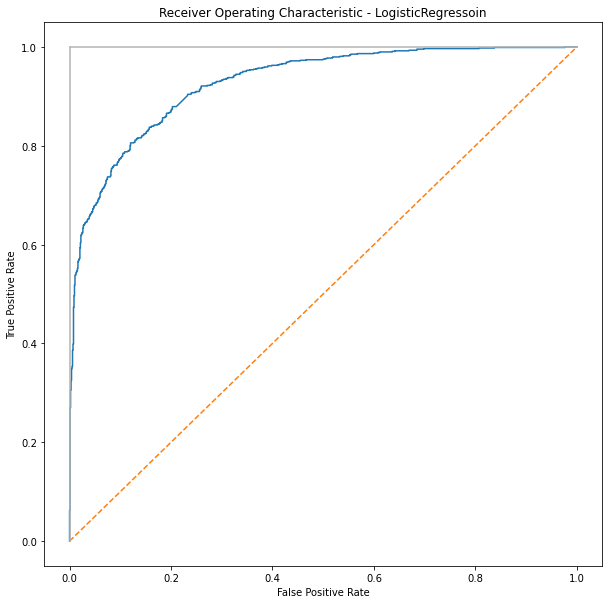 Receiver Operating Characteristic - LogisticRegressoin
1.0
0.8
0.6
0.4
0.2
0.0
True Positive Rate
0.0 0.2 0.4 0.6 0.8 1.0
False Positive Rate